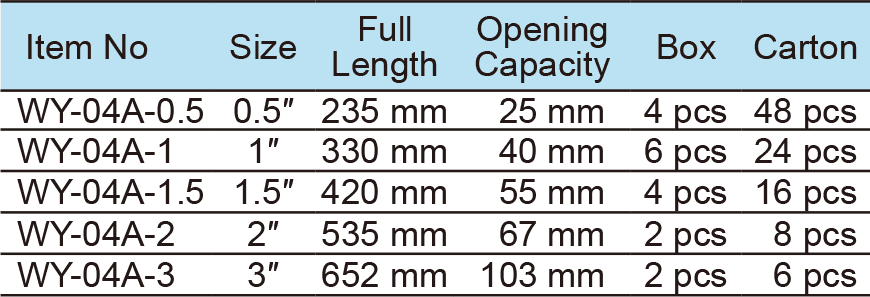 Item No Size Full Length Opening Capacity Box Carton
WY-04A-0.5 0.5″ 235 mm 25 mm 4 pcs 48 pcs
WY-04A-1 1″ 330 mm 40 mm 6 pcs 24 pcs
WY-04A-1.5 1.5″ 420 mm 55 mm 4 pcs 16 pcs
WY-04A-2 2″ 535 mm 67 mm 2 pcs 8 pcs
WY-04A-3 3″ 652 mm 103 mm 2 pcs 6 pcs